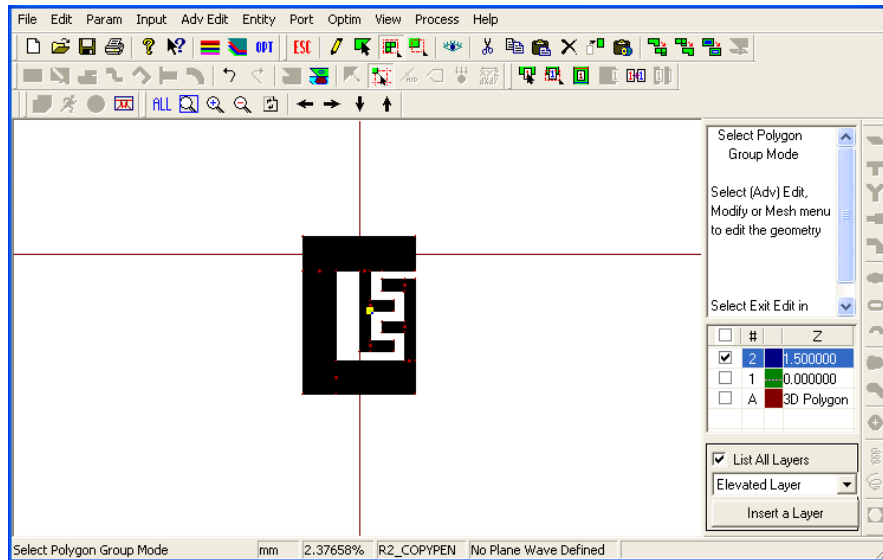 File Edit Param Input Adv Edit Entity Port Optim View Process Help
OPT ESC
ALL
Select Polygon
Group Mode
Select (Adv) Edit,
Modify or Mesh menu
to edit the geometry
Select Exit Edit in
# Z
2 1.500000
1 0.000000
A 3D Polygon
List All Layers
Elevated Layer
Insert a Layer
Select Polygon Group Mode mm 2.37658% R2_COPYPEN No Plane Wave Defined